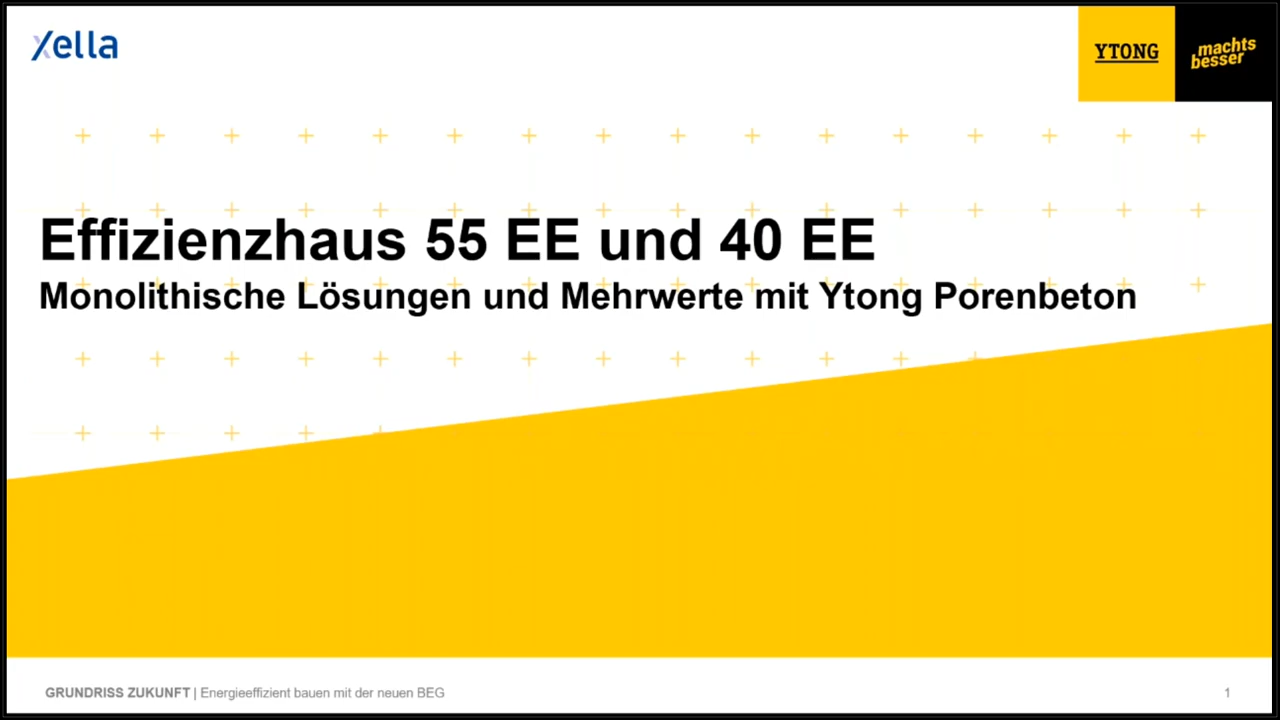 Xella
YTONG
machts
besser
Effizienzhaus 55 EE und 40 EE
Monolithische Lösungen und Mehrwerte mit Ytong Porenbeton
GRUNDRISS ZUKUNFT | Energieeffizient bauen mit der neuen BEG
1